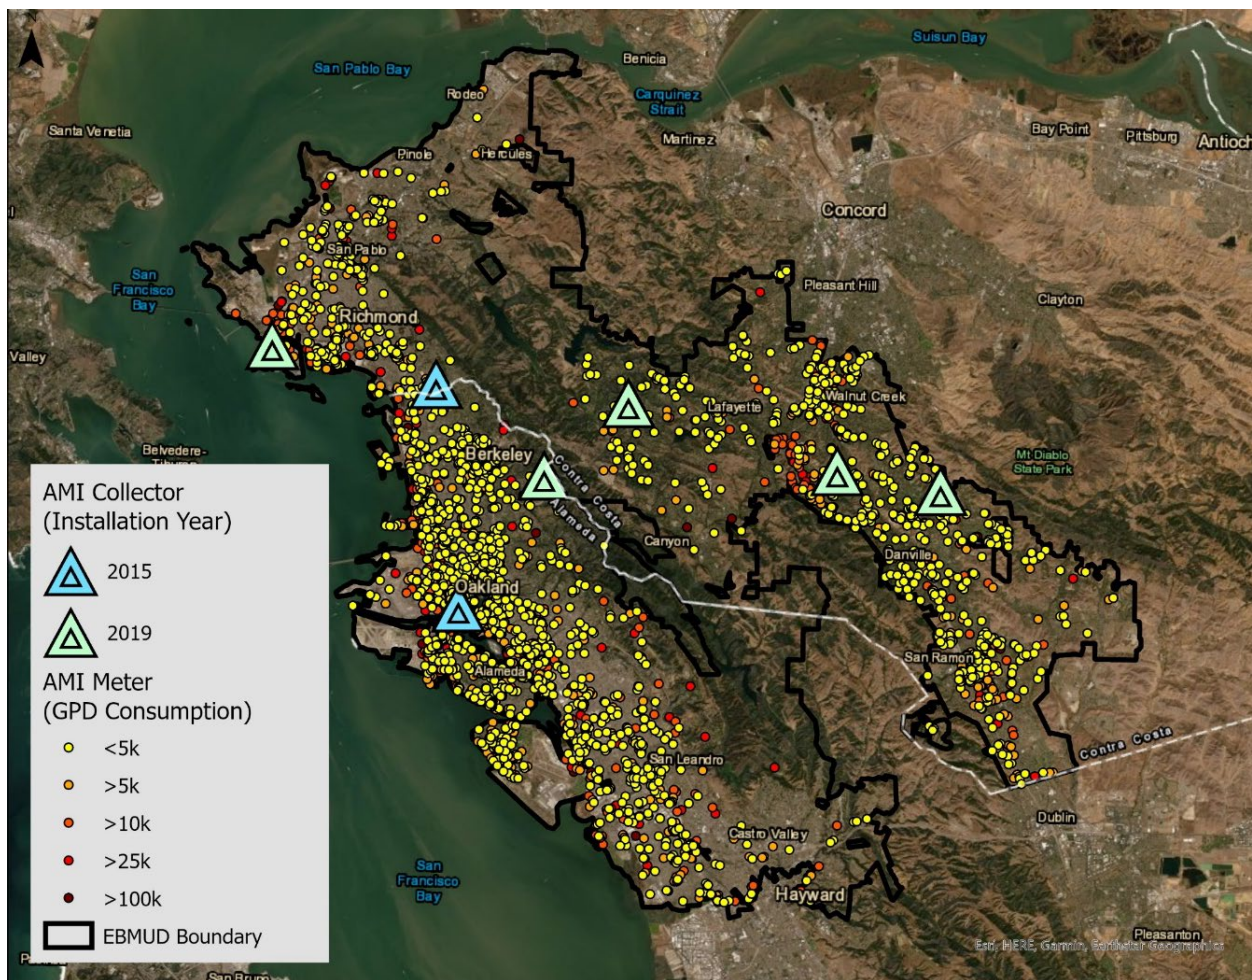 Suisun Bay
Benicia
San Pablo Bay
Rodeo
Carquinez
Strait
Santa Venetia
Martinez
Bay Point
Pittsburg
Antioch
Pinole
Hercules
Concord
San Pablo
San
Francisco
Bay
Pleasant Hill
Clayton
Richmond
Valley
Lafayette
Walnut Creek
Belvedere-
Berkeley
Mt Diablo
State Park
Contra Costa
Alameda
Canyon
Danville
Oakland
San Ramon
Alameda
Contra Costa
San Leandro
Dublin
Castro Valley
San
Francisco
Bay
Hayward
Pleasanton
AMI Collector
(Installation Year)
2015
2019
AMI Meter
(GPD Consumption)
<5k
>5k
>10k
>25k
>100k
EBMUD Boundary
Esri, HERE, Garmin, Earthstar Geographics